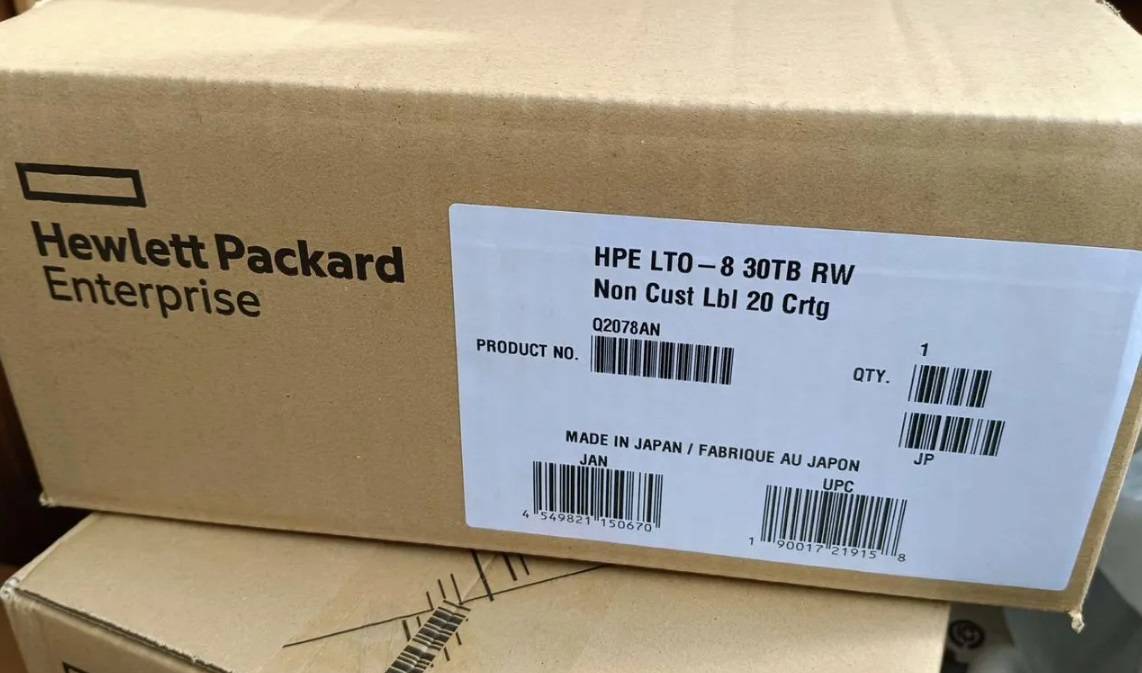 Hewlett Packard
Enterprise
HPE LTO – 8 30TB RW
Non Cust Lbl 20 Crtg
Q2078AN
PRODUCT NO.
1
QTY.
JP
MADE IN JAPAN / FABRIQUE AU JAPON
JAN
4 549821 150670
UPC
1 90017 21915 8